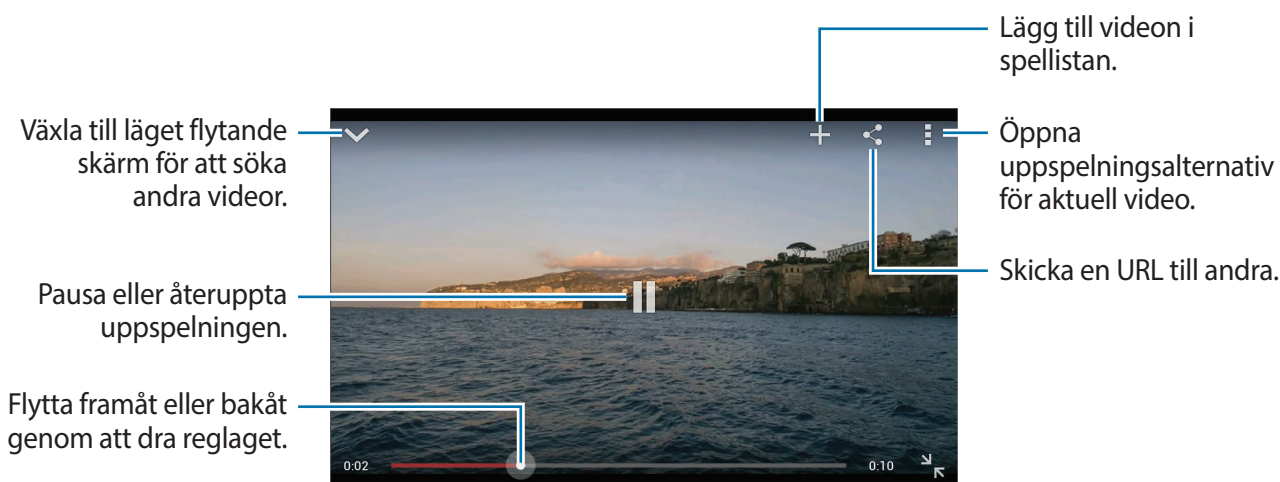 Lägg till videon i
spellistan.
Växla till läget flytande
skärm för att söka
andra videor.
Öppna
uppspelningsalternativ
för aktuell video.
Skicka en URL till andra.
Pausa eller återuppta
uppspelningen.
Flytta framåt eller bakåt
genom att dra reglaget.
0:02
0:10